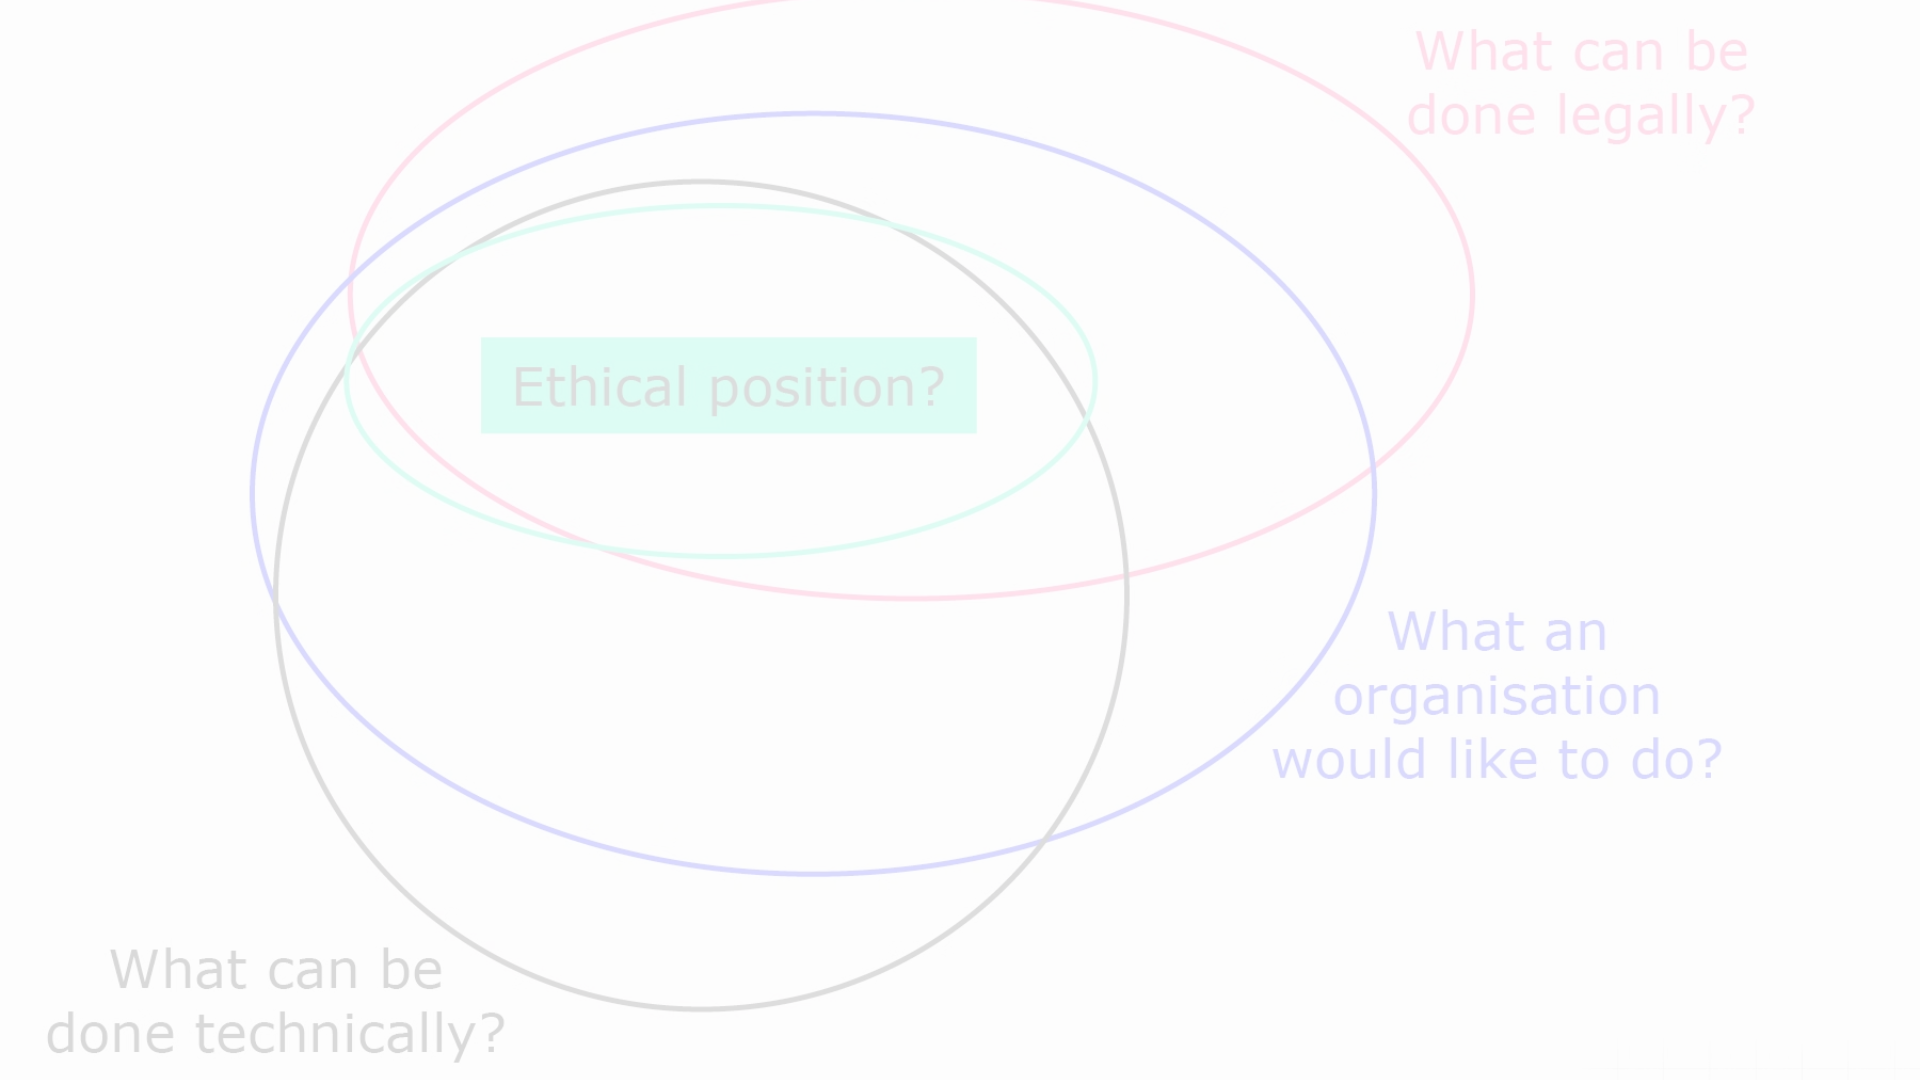 What can be
done legally?
Ethical position?
What an
organisation
would like to do?
What can be
done technically?